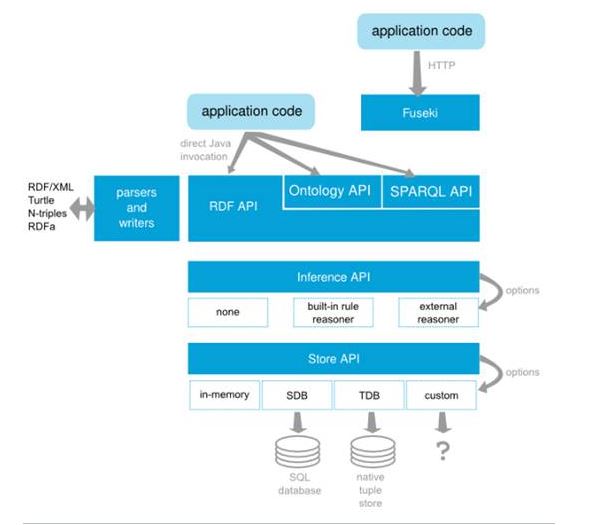 application code
HTTP
Fuseki
application code
direct Java
invocation
RDF/XML
Turtle
N-triples
RDFa
parsers
and
writers
RDF API
Ontology API
SPARQL API
Inference API
options
none
built-in rule
reasoner
external
reasoner
Store API
options
in-memory
SDB
TDB
custom
?
SQL
database
native
tuple
store